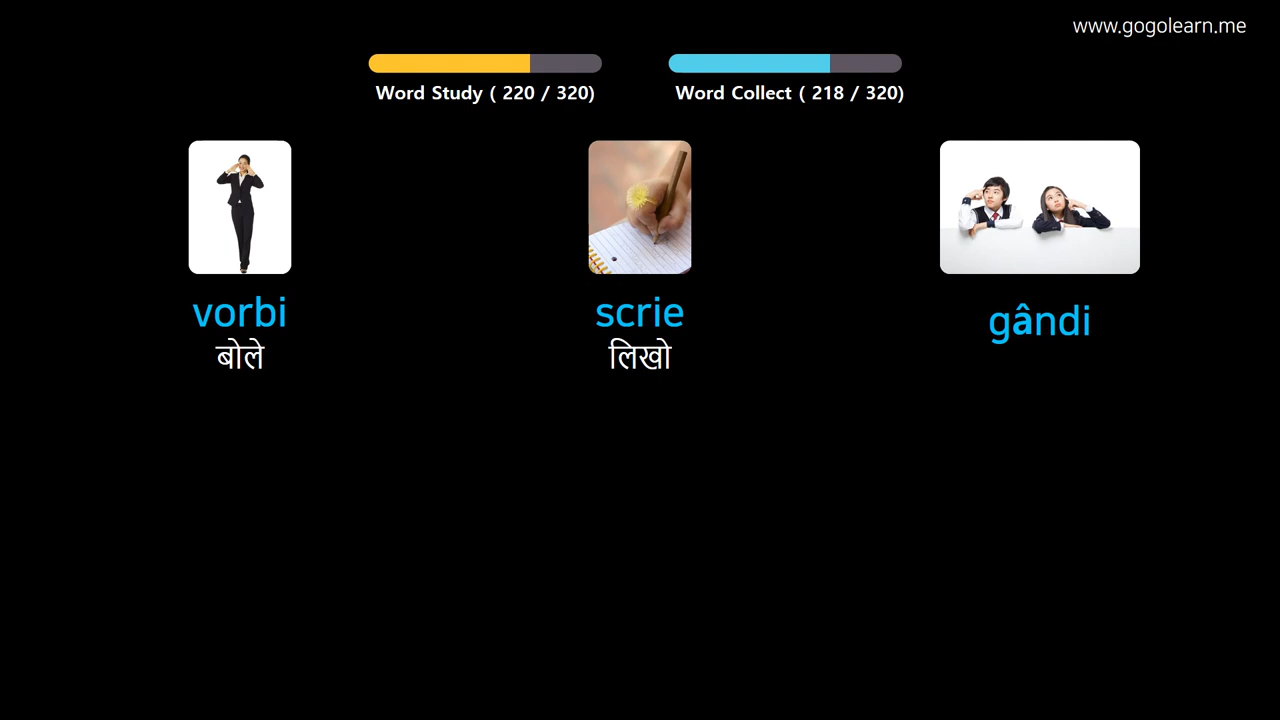 www.gogolearn.me
Word Study ( 220 / 320)
Word Collect ( 218 / 320)
vorbi
scrie
gândi
बोले
लिखो